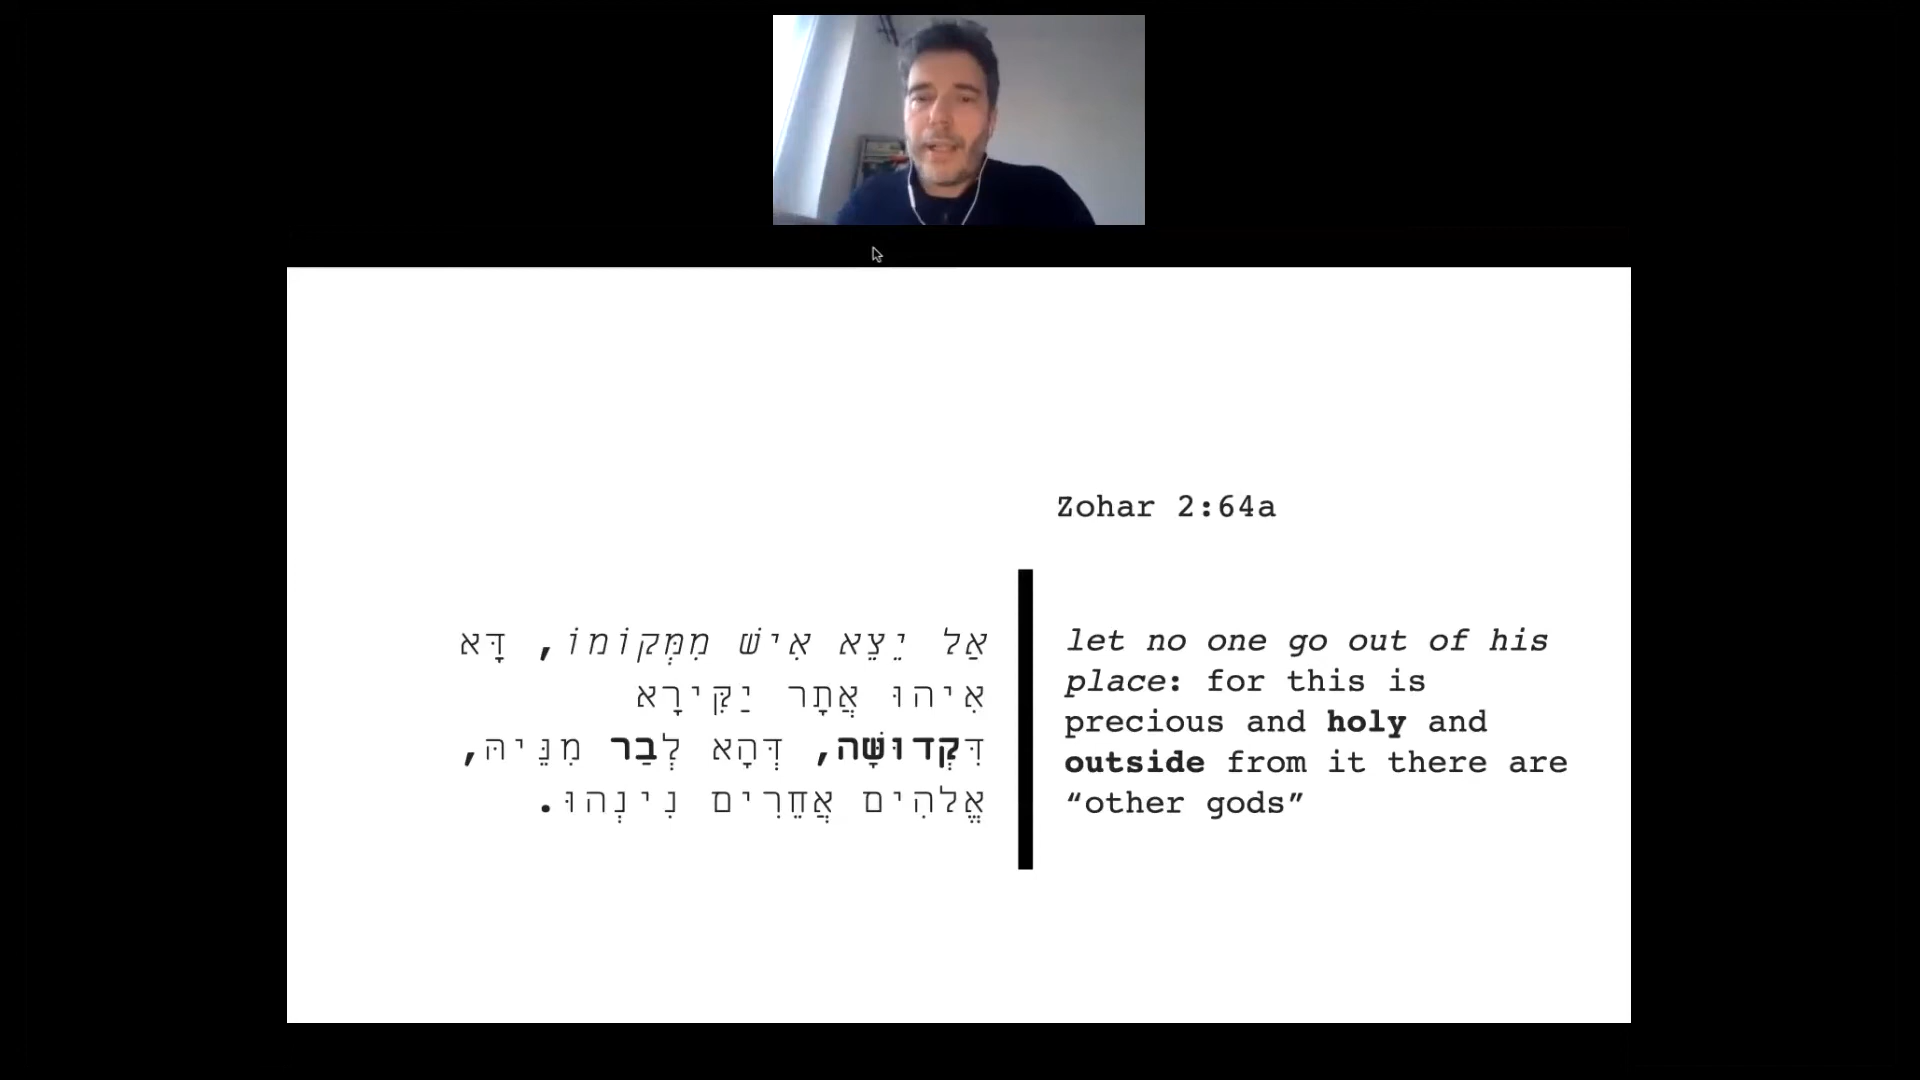 Zohar 2:64a
אַל יֵצֵא אִישׁ מִמְּקוֹמוֹ, דָּא
אִיהוּ אֲתָר יַקִּירָא
דִּקְדוּשָּׁה, דְּהָא לְבַר מִנֵּיהּ,
אֱלֹהִים אֲחֵרִים נִינְהוּ.
let no one go out of his
place: for this is
precious and holy and
outside from it there are
“other gods”